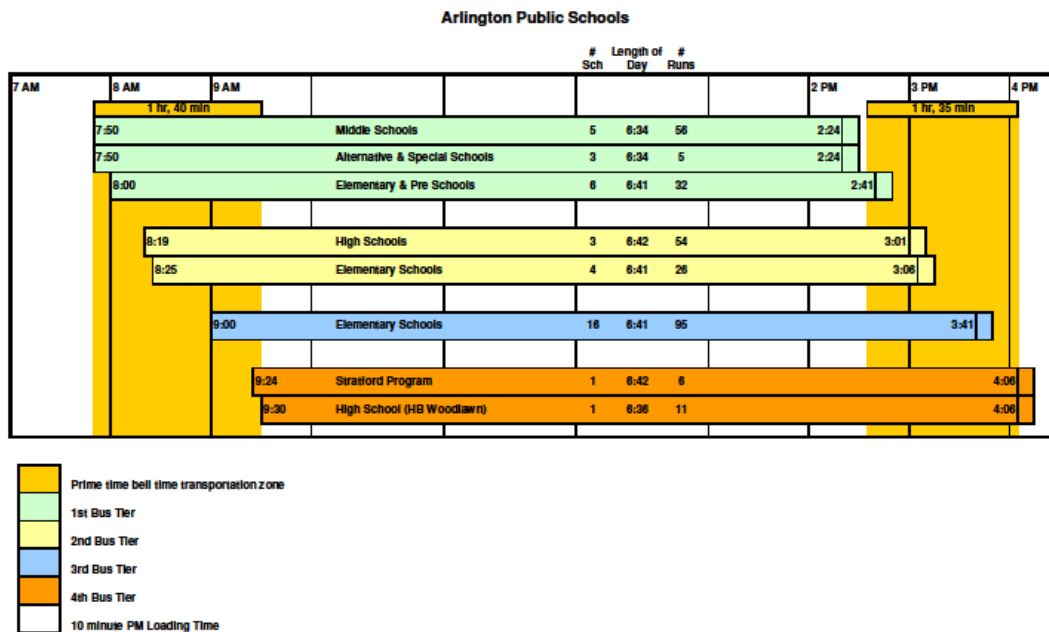 Arlington Public Schools
# Length of #
Sch Day Runs
7 AM 8 AM 9 AM 2 PM 3 PM 4 PM
1 hr, 40 min 1 hr, 35 min
7:50 Middle Schools 5 6:34 56 2:24
7:50 Alternative & Special Schools 3 6:34 5 2:24
8:00 Elementary & Pre Schools 6 6:41 32 2:41
8:19 High Schools 3 6:42 54 3:01
8:25 Elementary Schools 4 6:41 26 3:06
9:00 Elementary Schools 16 6:41 95 3:41
9:24 Stratford Program 1 6:42 6 4:06
9:30 High School (HB Woodlawn) 1 6:36 11 4:06
Prime time bell time transportation zone
1st Bus Tier
2nd Bus Tier
3rd Bus Tier
4th Bus Tier
10 minute PM Loading Time